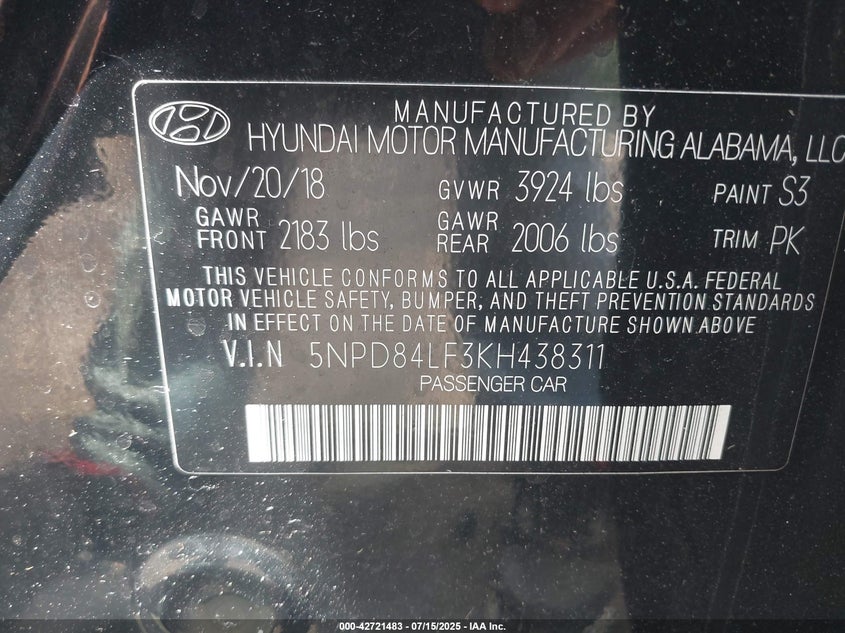 MANUFACTURED BY
HYUNDAI MOTOR MANUFACTURING ALABAMA, LLC
Nov/20/18 GVWR 3924 lbs PAINT S3
GAWR FRONT 2183 lbs GAWR REAR 2006 lbs TRIM PK
THIS VEHICLE CONFORMS TO ALL APPLICABLE U.S.A. FEDERAL
MOTOR VEHICLE SAFETY, BUMPER, AND THEFT PREVENTION STANDARDS
IN EFFECT ON THE DATE OF MANUFACTURE SHOWN ABOVE
V.I.N 5NPD84LF3KH438311
PASSENGER CAR
000-42721483 - 07/15/2025 - IAA Inc.